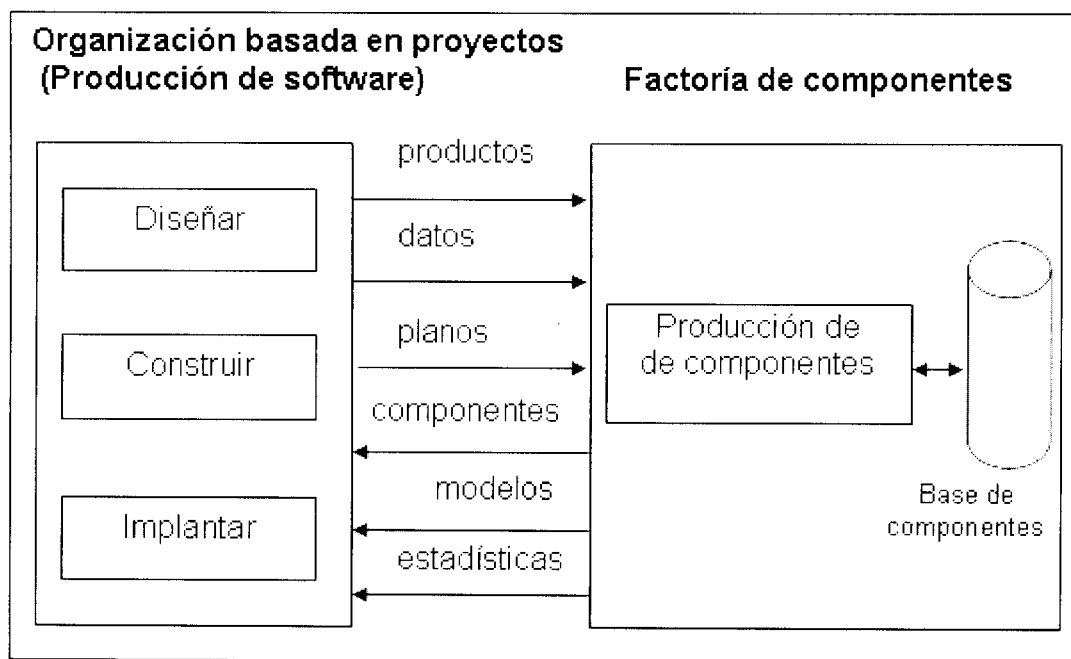 Organización basada en proyectos
(Producción de software)
Factoría de componentes
Diseñar
Construir
Implantar
productos
datos
planos
componentes
modelos
estadísticas
Producción de
de componentes
Base de
componentes